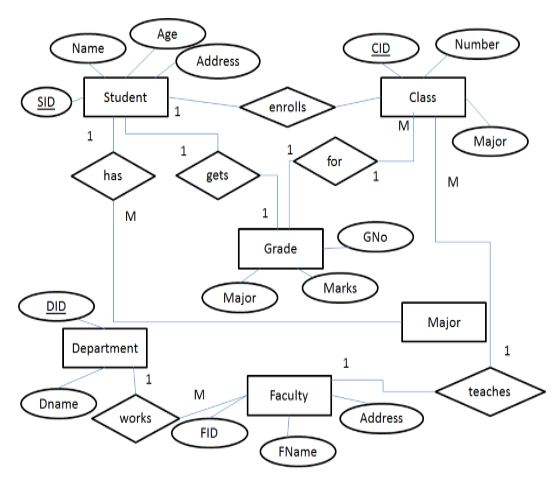 Name
Age
Address
SID
Student
1
enrolls
CID
Number
Class
Major
M
1
has
1
gets
1
for
1
M
M
1
Grade
GNo
Major
Marks
DID
Department
Major
1
1
Dname
1
works
M
Faculty
teaches
FID
Address
FName